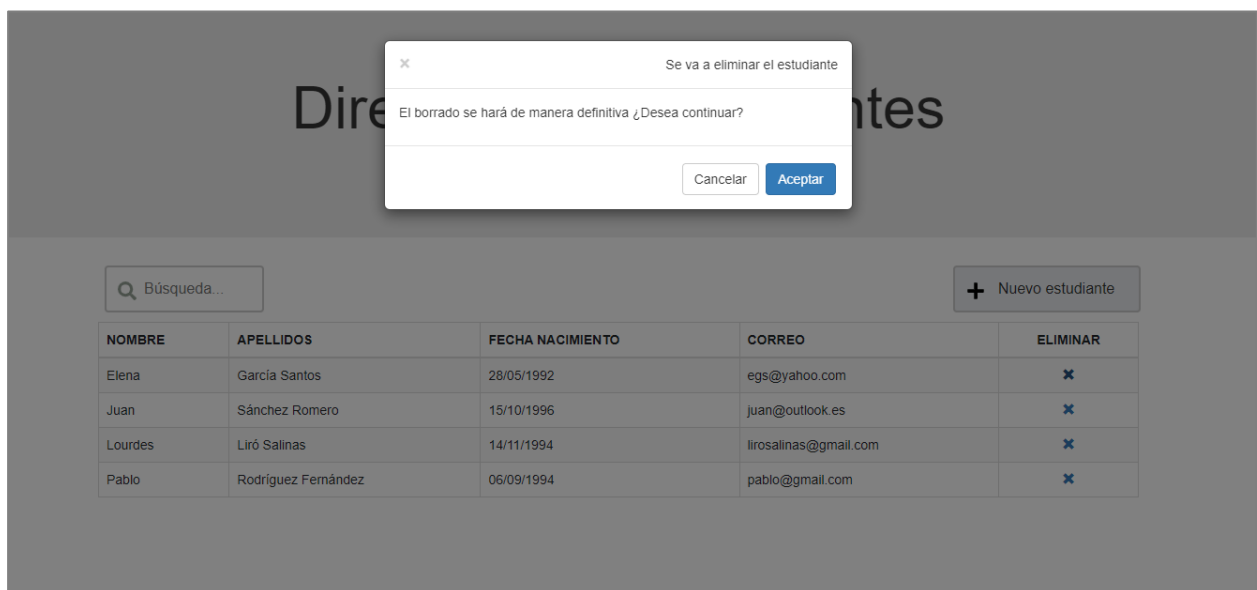 Se va a eliminar el estudiante
El borrado se hará de manera definitiva ¿Desea continuar?
Cancelar Aceptar
Búsqueda...
Nuevo estudiante
NOMBRE APELLIDOS FECHA NACIMIENTO CORREO ELIMINAR
Elena García Santos 28/05/1992 egs@yahoo.com
Juan Sánchez Romero 15/10/1996 juan@outlook.es
Lourdes Liró Salinas 14/11/1994 lirosalinas@gmail.com
Pablo Rodríguez Fernández 06/09/1994 pablo@gmail.com